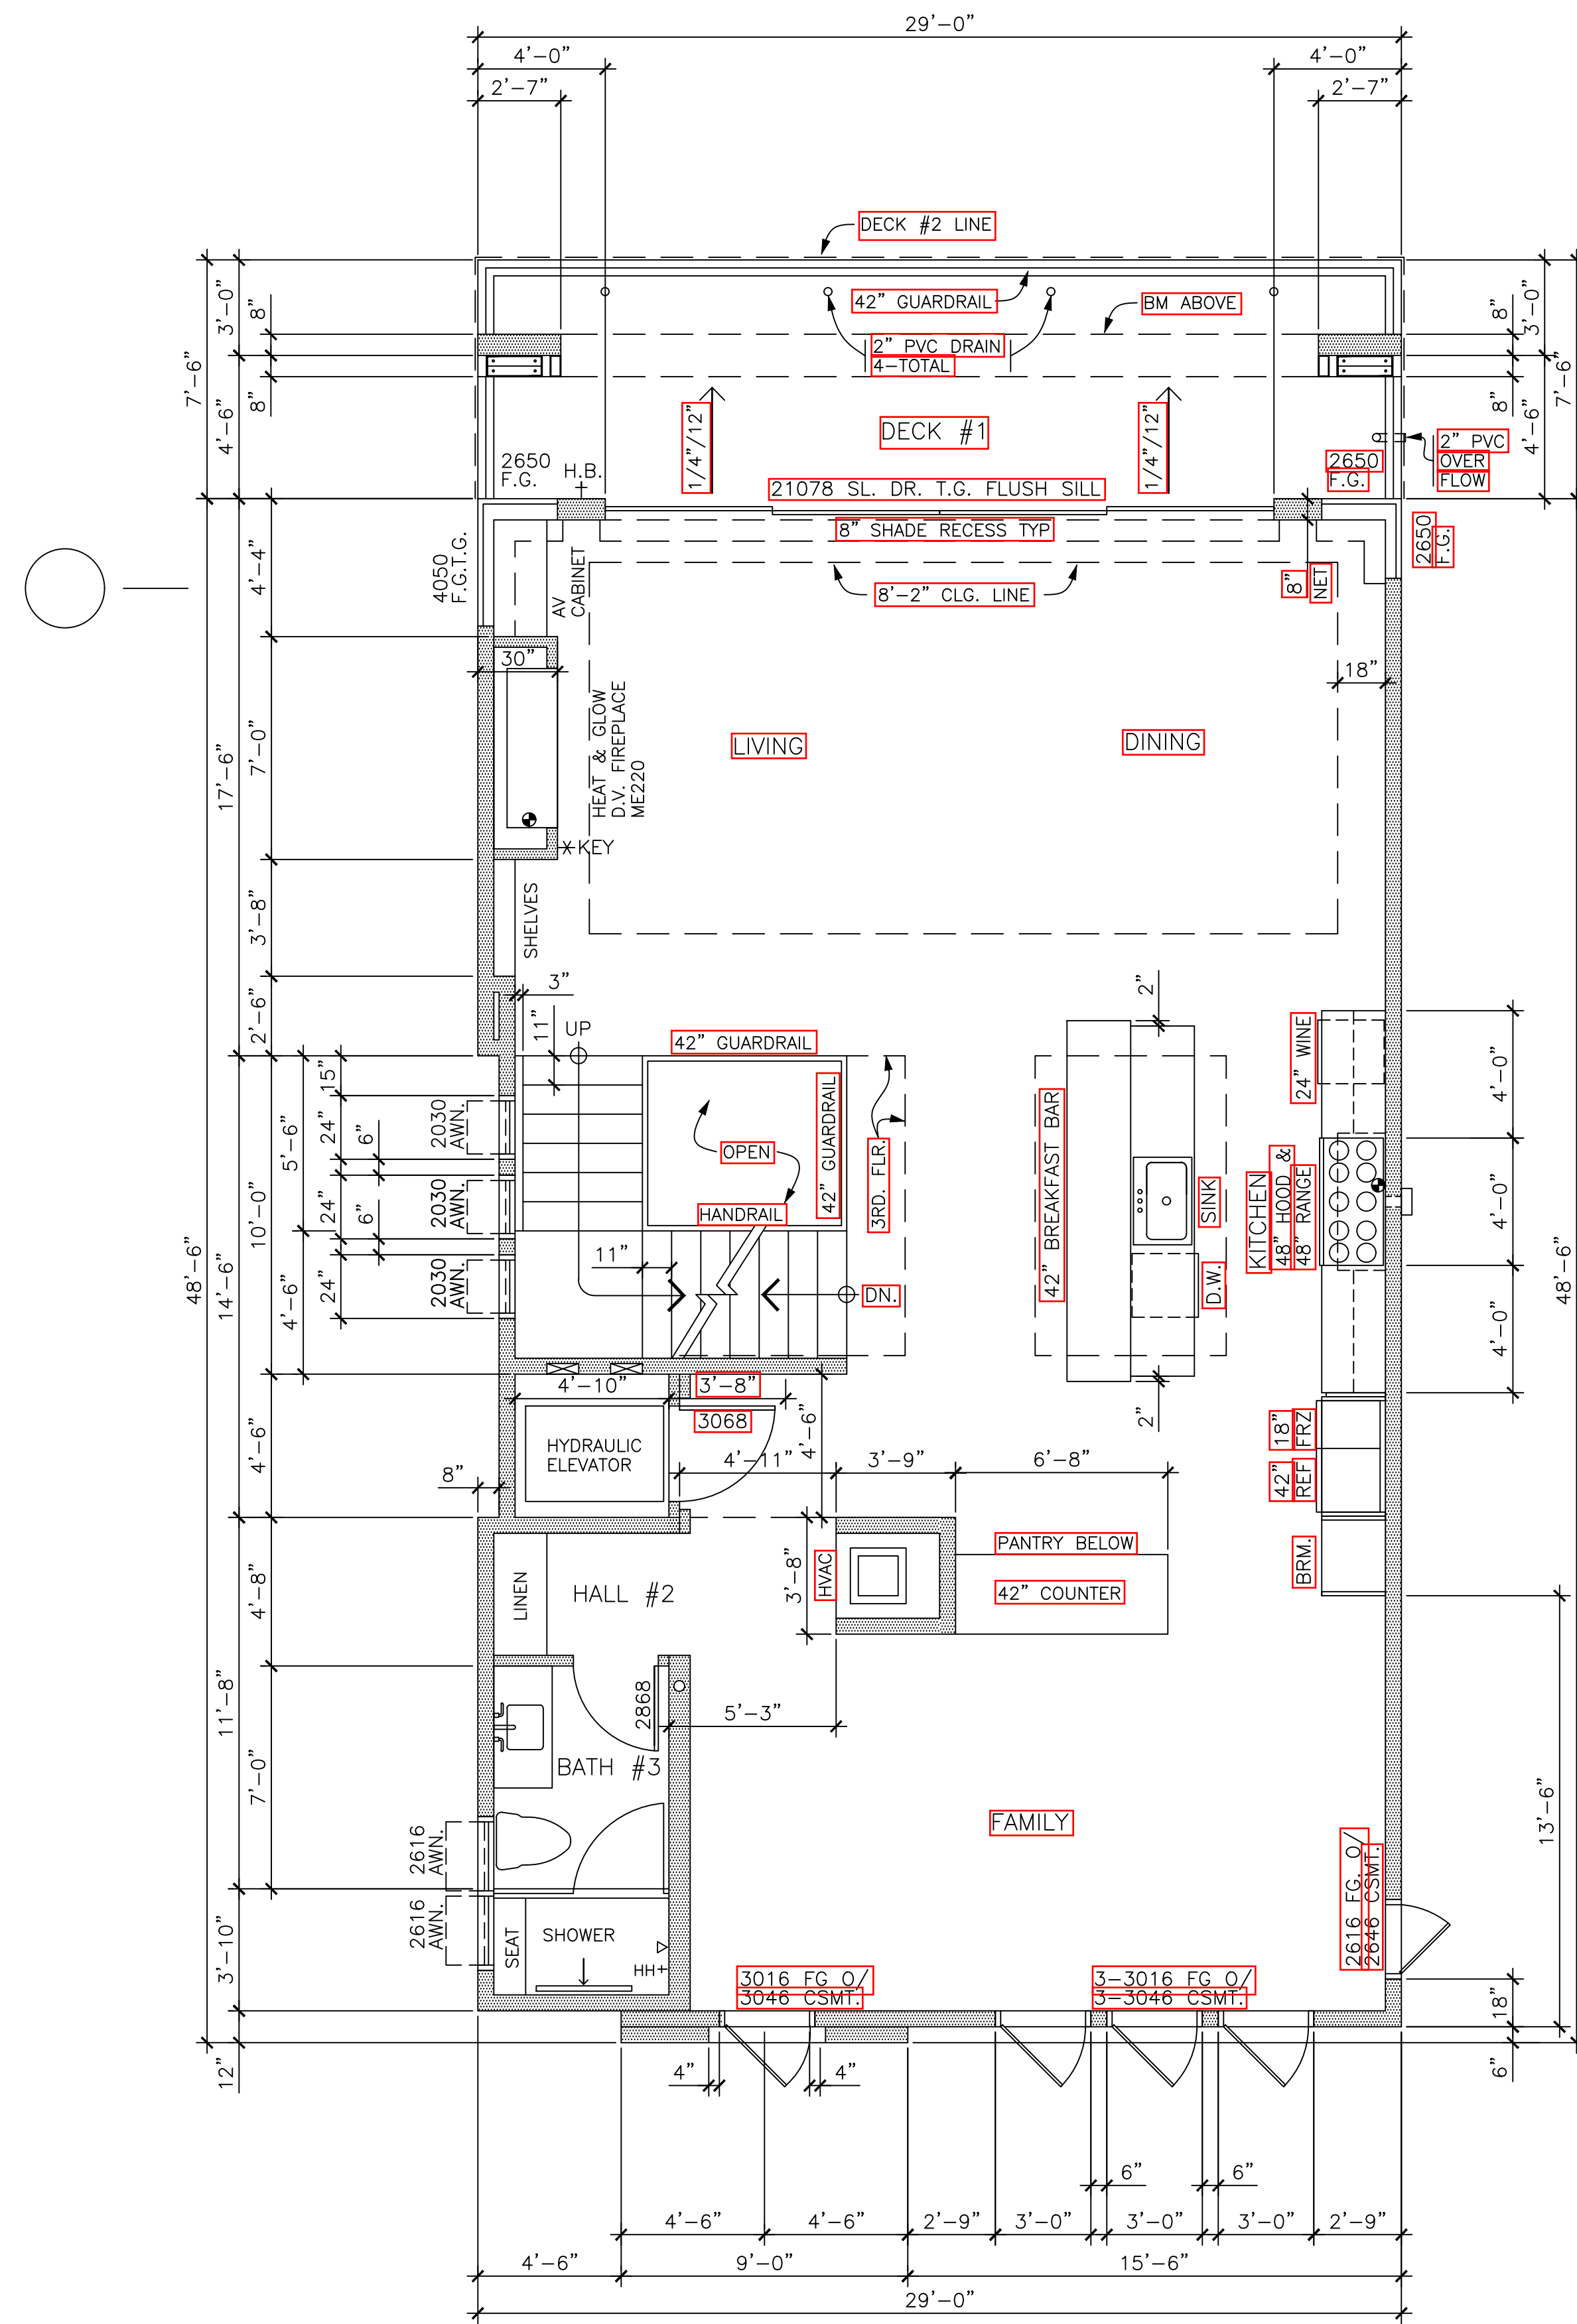 29'-0"
4'-0"
4'-0"
2'-7"
2'-7"
DECK #2 LINE
42" GUARDRAIL
BM ABOVE
2" PVC DRAIN
4-TOTAL
3'-0"
8"
7'-6"
4'-6"
8"
8"
3'-0"
7'-6"
8"
4'-6"
1/4"/12"
DECK #1
1/4"/12"
2" PVC
OVER
FLOW
2650
F.G.
H.B.
2650
F.G.
21078 SL. DR. T.G. FLUSH SILL
8" SHADE RECESS TYP
8'-2" CLG. LINE
8"
NET
2650
F.G.
4050
F.G.T.G.
AV
CABINET
4'-4"
30"
18"
HEAT & GLOW
D.V. FIREPLACE
ME220
LIVING
DINING
7'-0"
17'-6"
KEY
SHELVES
3'-8"
3"
2"
2'-6"
11"
UP
42" GUARDRAIL
42" GUARDRAIL
24" WINE
4'-0"
15"
24"
6"
2030
AWN.
5'-6"
OPEN
3RD. FLR.
42" BREAKFAST BAR
SINK
KITCHEN
48" HOOD &
48" RANGE
4'-0"
24"
6"
2030
AWN.
10'-0"
HANDRAIL
11"
DN.
D.W.
24"
2030
AWN.
48'-6"
14'-6"
4'-6"
4'-0"
48'-6"
4'-10"
3'-8"
3068
2"
18"
FRZ
4'-6"
HYDRAULIC
ELEVATOR
8"
4'-6"
4'-11"
3'-9"
6'-8"
42"
REF
PANTRY BELOW
42" COUNTER
HVAC
3'-8"
BRM.
LINEN
HALL #2
4'-8"
11'-8"
2868
5'-3"
BATH #3
7'-0"
FAMILY
13'-6"
2616
AWN.
2616 FG. O/
2646 CSMT.
2616
AWN.
SEAT
SHOWER
HH
3'-10"
3016 FG O/
3046 CSMT.
3-3016 FG O/
3-3046 CSMT.
18"
12"
4"
4"
6"
6"
6"
4'-6"
4'-6"
2'-9"
3'-0"
3'-0"
3'-0"
2'-9"
4'-6"
9'-0"
15'-6"
29'-0"